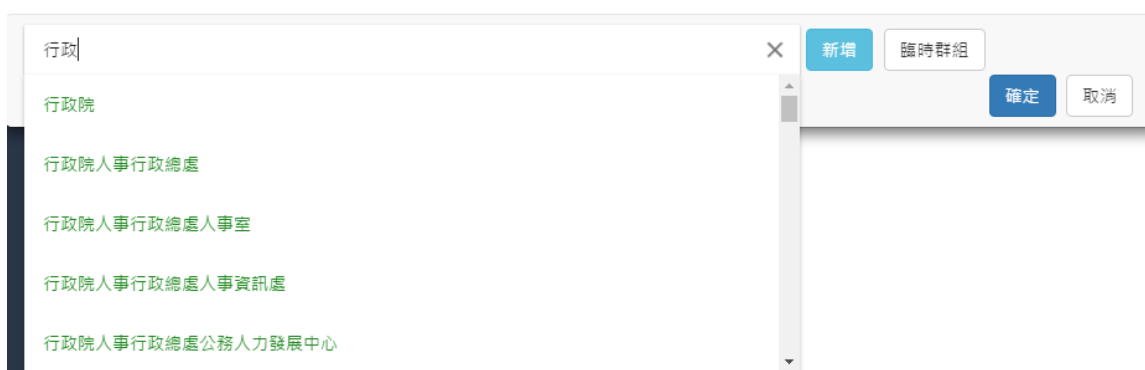 行政
新增
臨時群組
確定
取消
行政院
行政院人事行政總處
行政院人事行政總處人事室
行政院人事行政總處人事資訊處
行政院人事行政總處公務人力發展中心